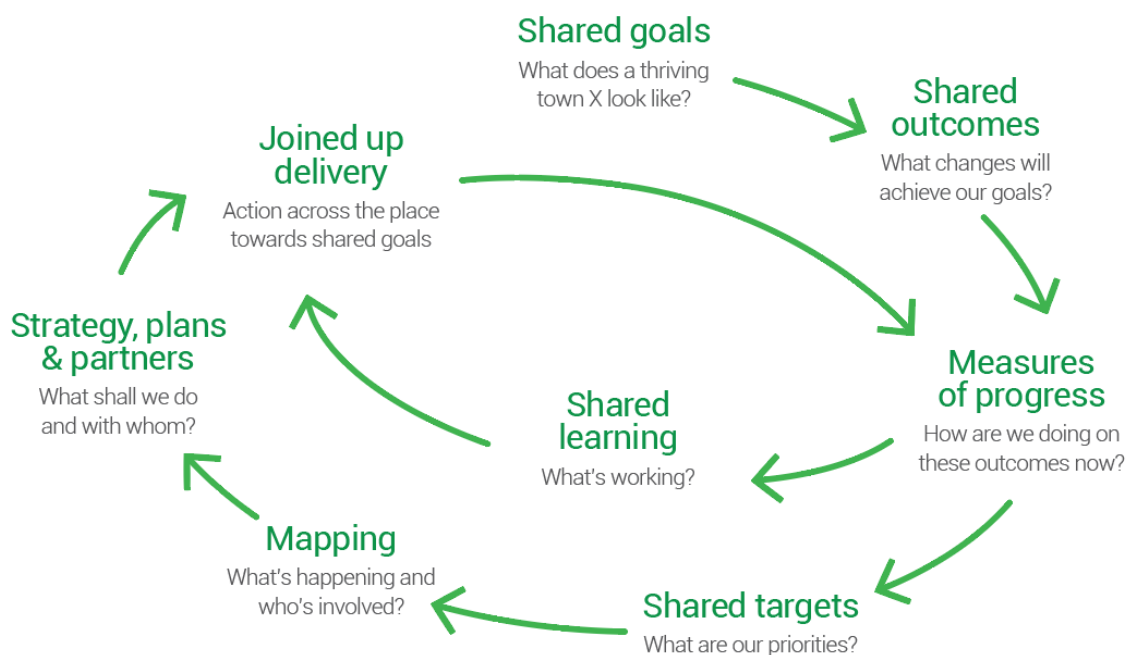 Shared goals
What does a thriving
town X look like?
Shared
outcomes
What changes will
achieve our goals?
Measures
of progress
How are we doing on
these outcomes now?
Shared targets
What are our priorities?
Mapping
What's happening and
who's involved?
Strategy, plans
& partners
What shall we do
and with whom?
Joined up
delivery
Action across the place
towards shared goals
Shared
learning
What's working?